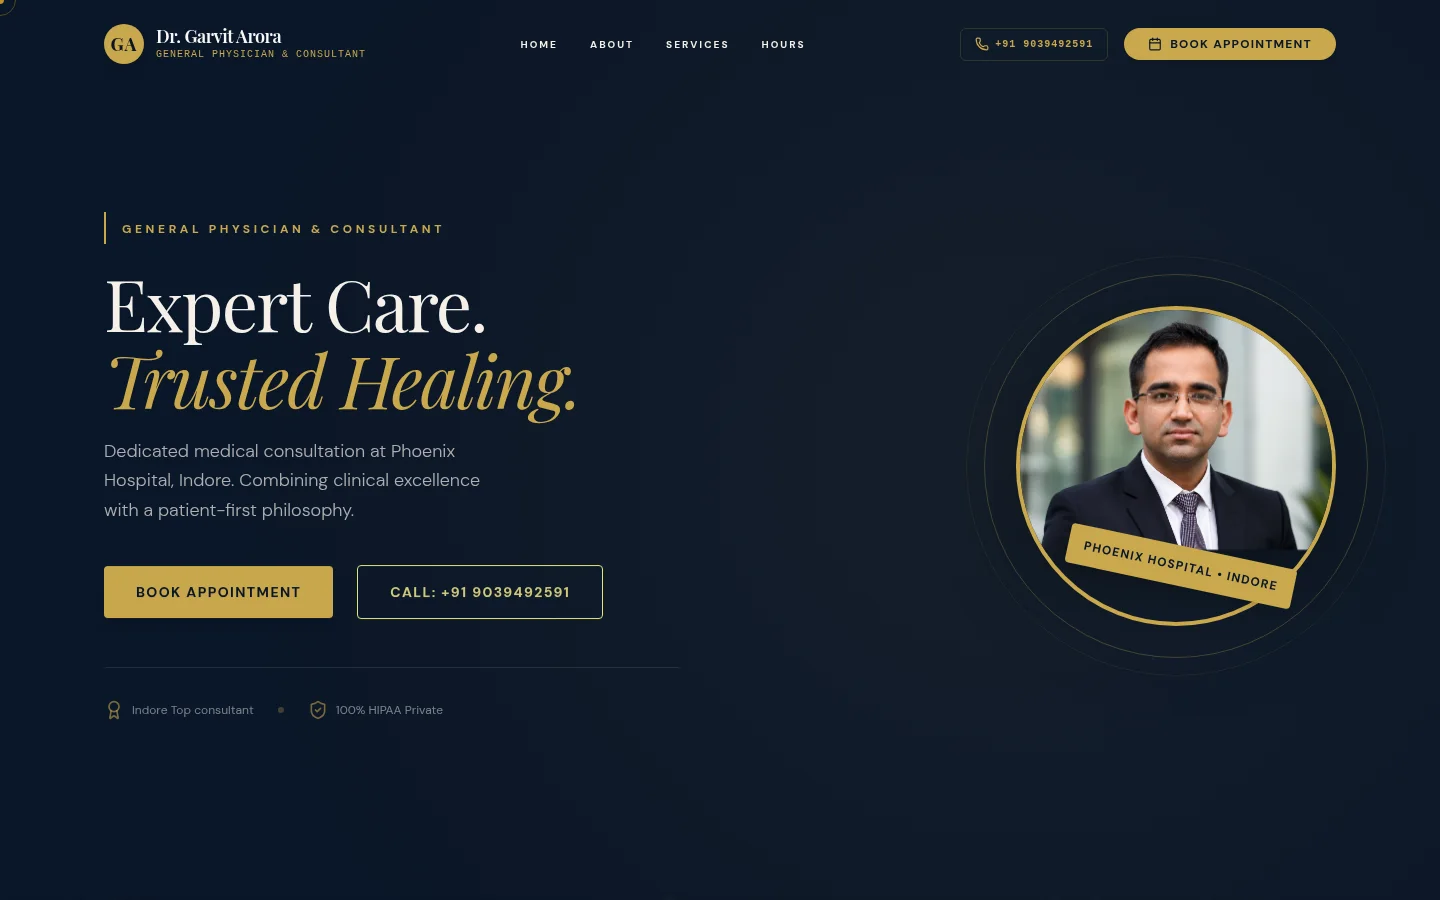 GA
Dr. Garvit Arora
GENERAL PHYSICIAN & CONSULTANT
HOME ABOUT SERVICES HOURS
+91 9039492591
BOOK APPOINTMENT
GENERAL PHYSICIAN & CONSULTANT
Expert Care.
Trusted Healing.
Dedicated medical consultation at Phoenix
Hospital, Indore. Combining clinical excellence
with a patient-first philosophy.
BOOK APPOINTMENT
CALL: +91 9039492591
Indore Top consultant
100% HIPAA Private
PHOENIX HOSPITAL • INDORE